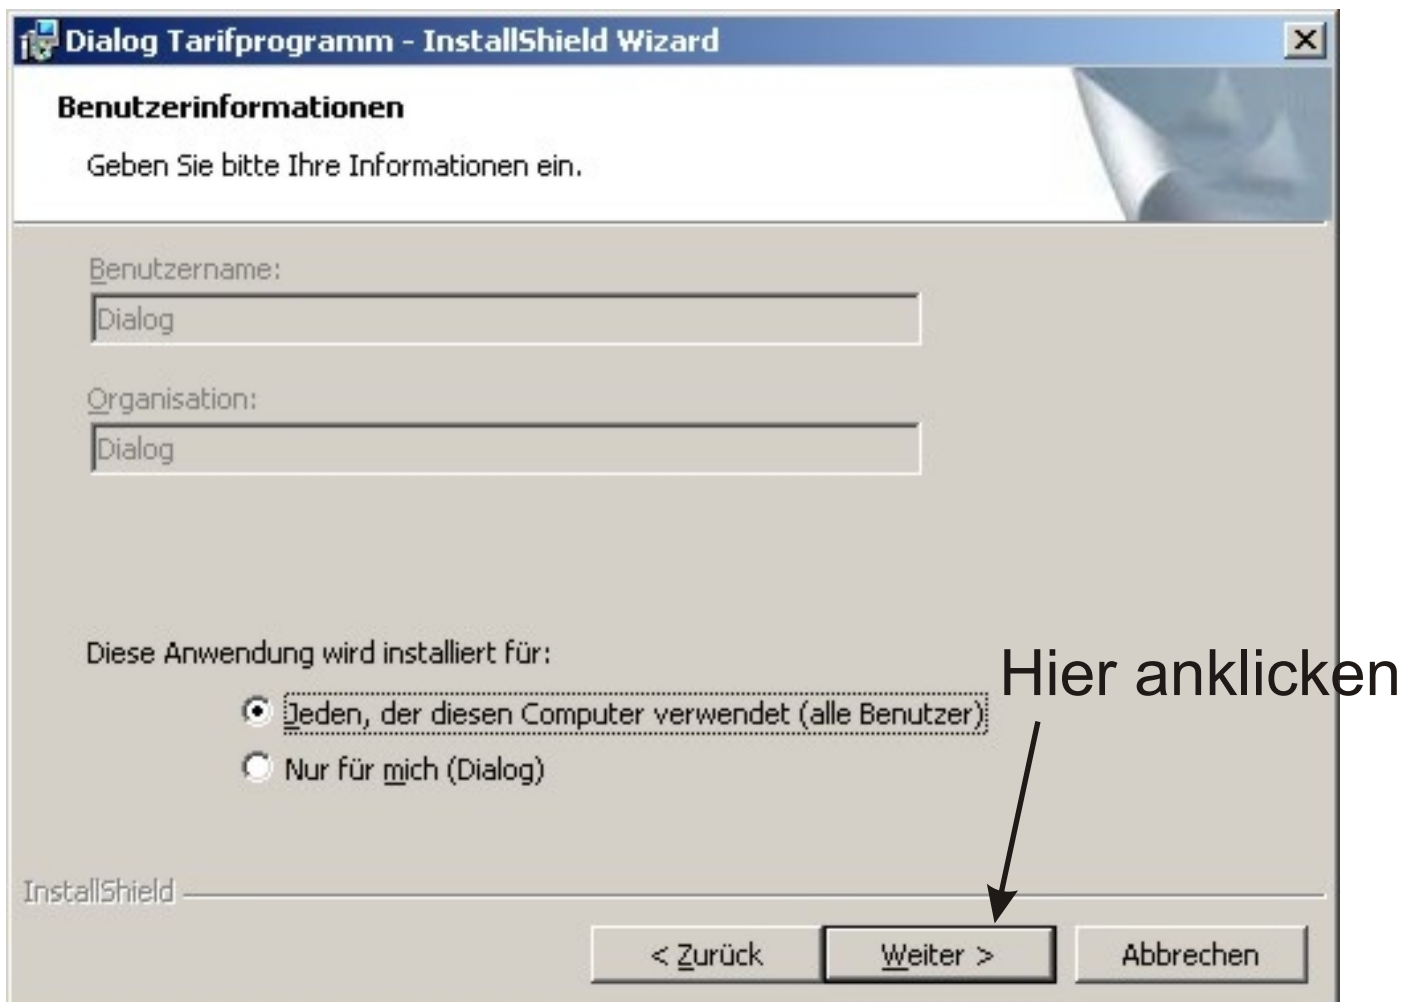 Dialog Tarifprogramm - InstallShield Wizard
Benutzerinformationen
Geben Sie bitte Ihre Informationen ein.
Benutzername:
Dialog
Organisation:
Dialog
Diese Anwendung wird installiert für:
Hier anklicken
Jeden, der diesen Computer verwendet (alle Benutzer)
Nur für mich (Dialog)
InstallShield
< Zurück Weiter > Abbrechen